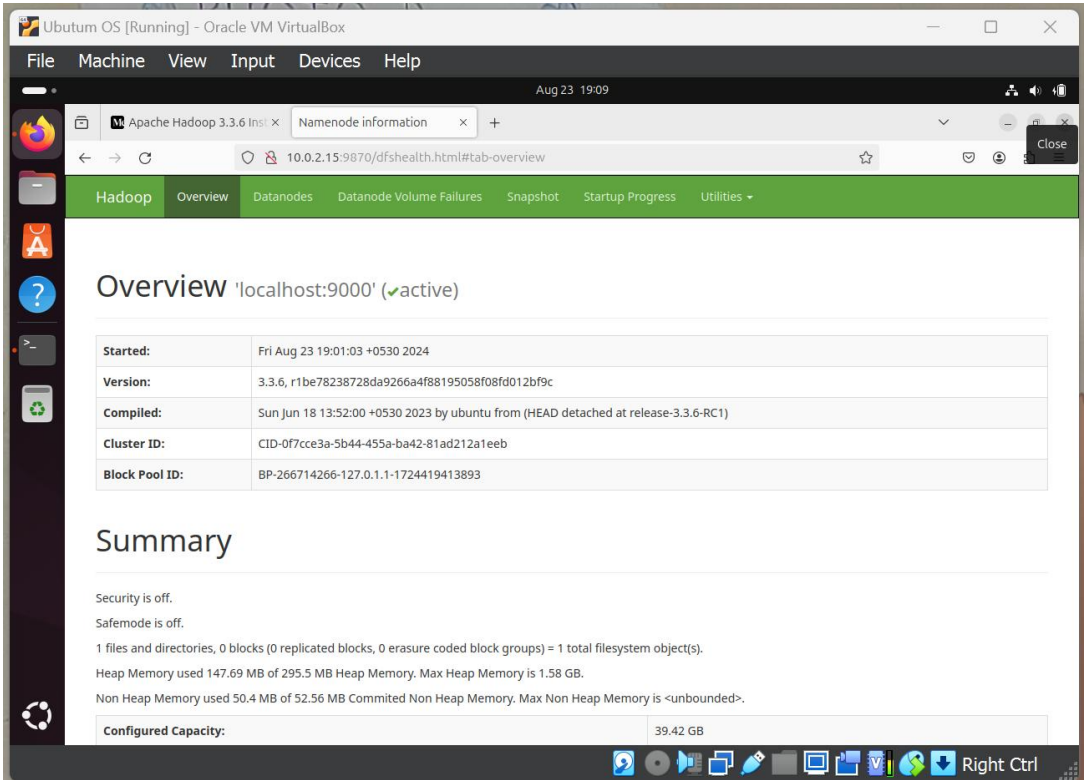 Ubutum OS [Running] - Oracle VM VirtualBox
File Machine View Input Devices Help
Aug 23 19:09
Apache Hadoop 3.3.6 Inst
Namenode information
Close
10.0.2.15:9870/dfshealth.html#tab-overview
Hadoop Overview Datanodes Datanode Volume Failures Snapshot Startup Progress Utilities
Overview 'localhost:9000' (✔active)
Started: Fri Aug 23 19:01:03 +0530 2024
Version: 3.3.6, r1be78238728da9266a4f88195058f08fd012bf9c
Compiled: Sun Jun 18 13:52:00 +0530 2023 by ubuntu from (HEAD detached at release-3.3.6-RC1)
Cluster ID: CID-0f7cce3a-5b44-455a-ba42-81ad212a1eeb
Block Pool ID: BP-266714266-127.0.1.1-1724419413893
Summary
Security is off.
Safemode is off.
1 files and directories, 0 blocks (0 replicated blocks, 0 erasure coded block groups) = 1 total filesystem object(s).
Heap Memory used 147.69 MB of 295.5 MB Heap Memory. Max Heap Memory is 1.58 GB.
Non Heap Memory used 50.4 MB of 52.56 MB Commited Non Heap Memory. Max Non Heap Memory is <unbounded>.
Configured Capacity: 39.42 GB
Right Ctrl